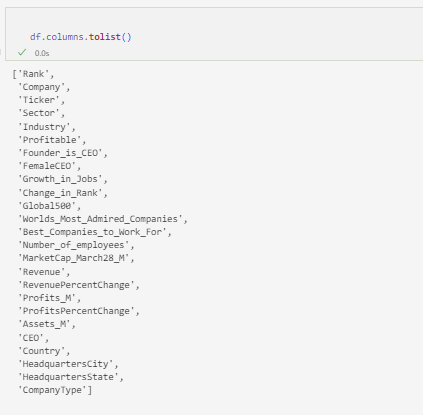 df.columns.tolist()
0.0s
['Rank',
'Company',
'Ticker',
'Sector',
'Industry',
'Profitable',
'Founder_is_CEO',
'FemaleCEO',
'Growth_in_Jobs',
'Change_in_Rank',
'Global500',
'Worlds_Most_Admired_Companies',
'Best_Companies_to_Work_For',
'Number_of_employees',
'MarketCap_March28_M',
'Revenue',
'RevenuePercentChange',
'Profits_M',
'ProfitsPercentChange',
'Assets_M',
'CEO',
'Country',
'HeadquartersCity',
'HeadquartersState',
'CompanyType']